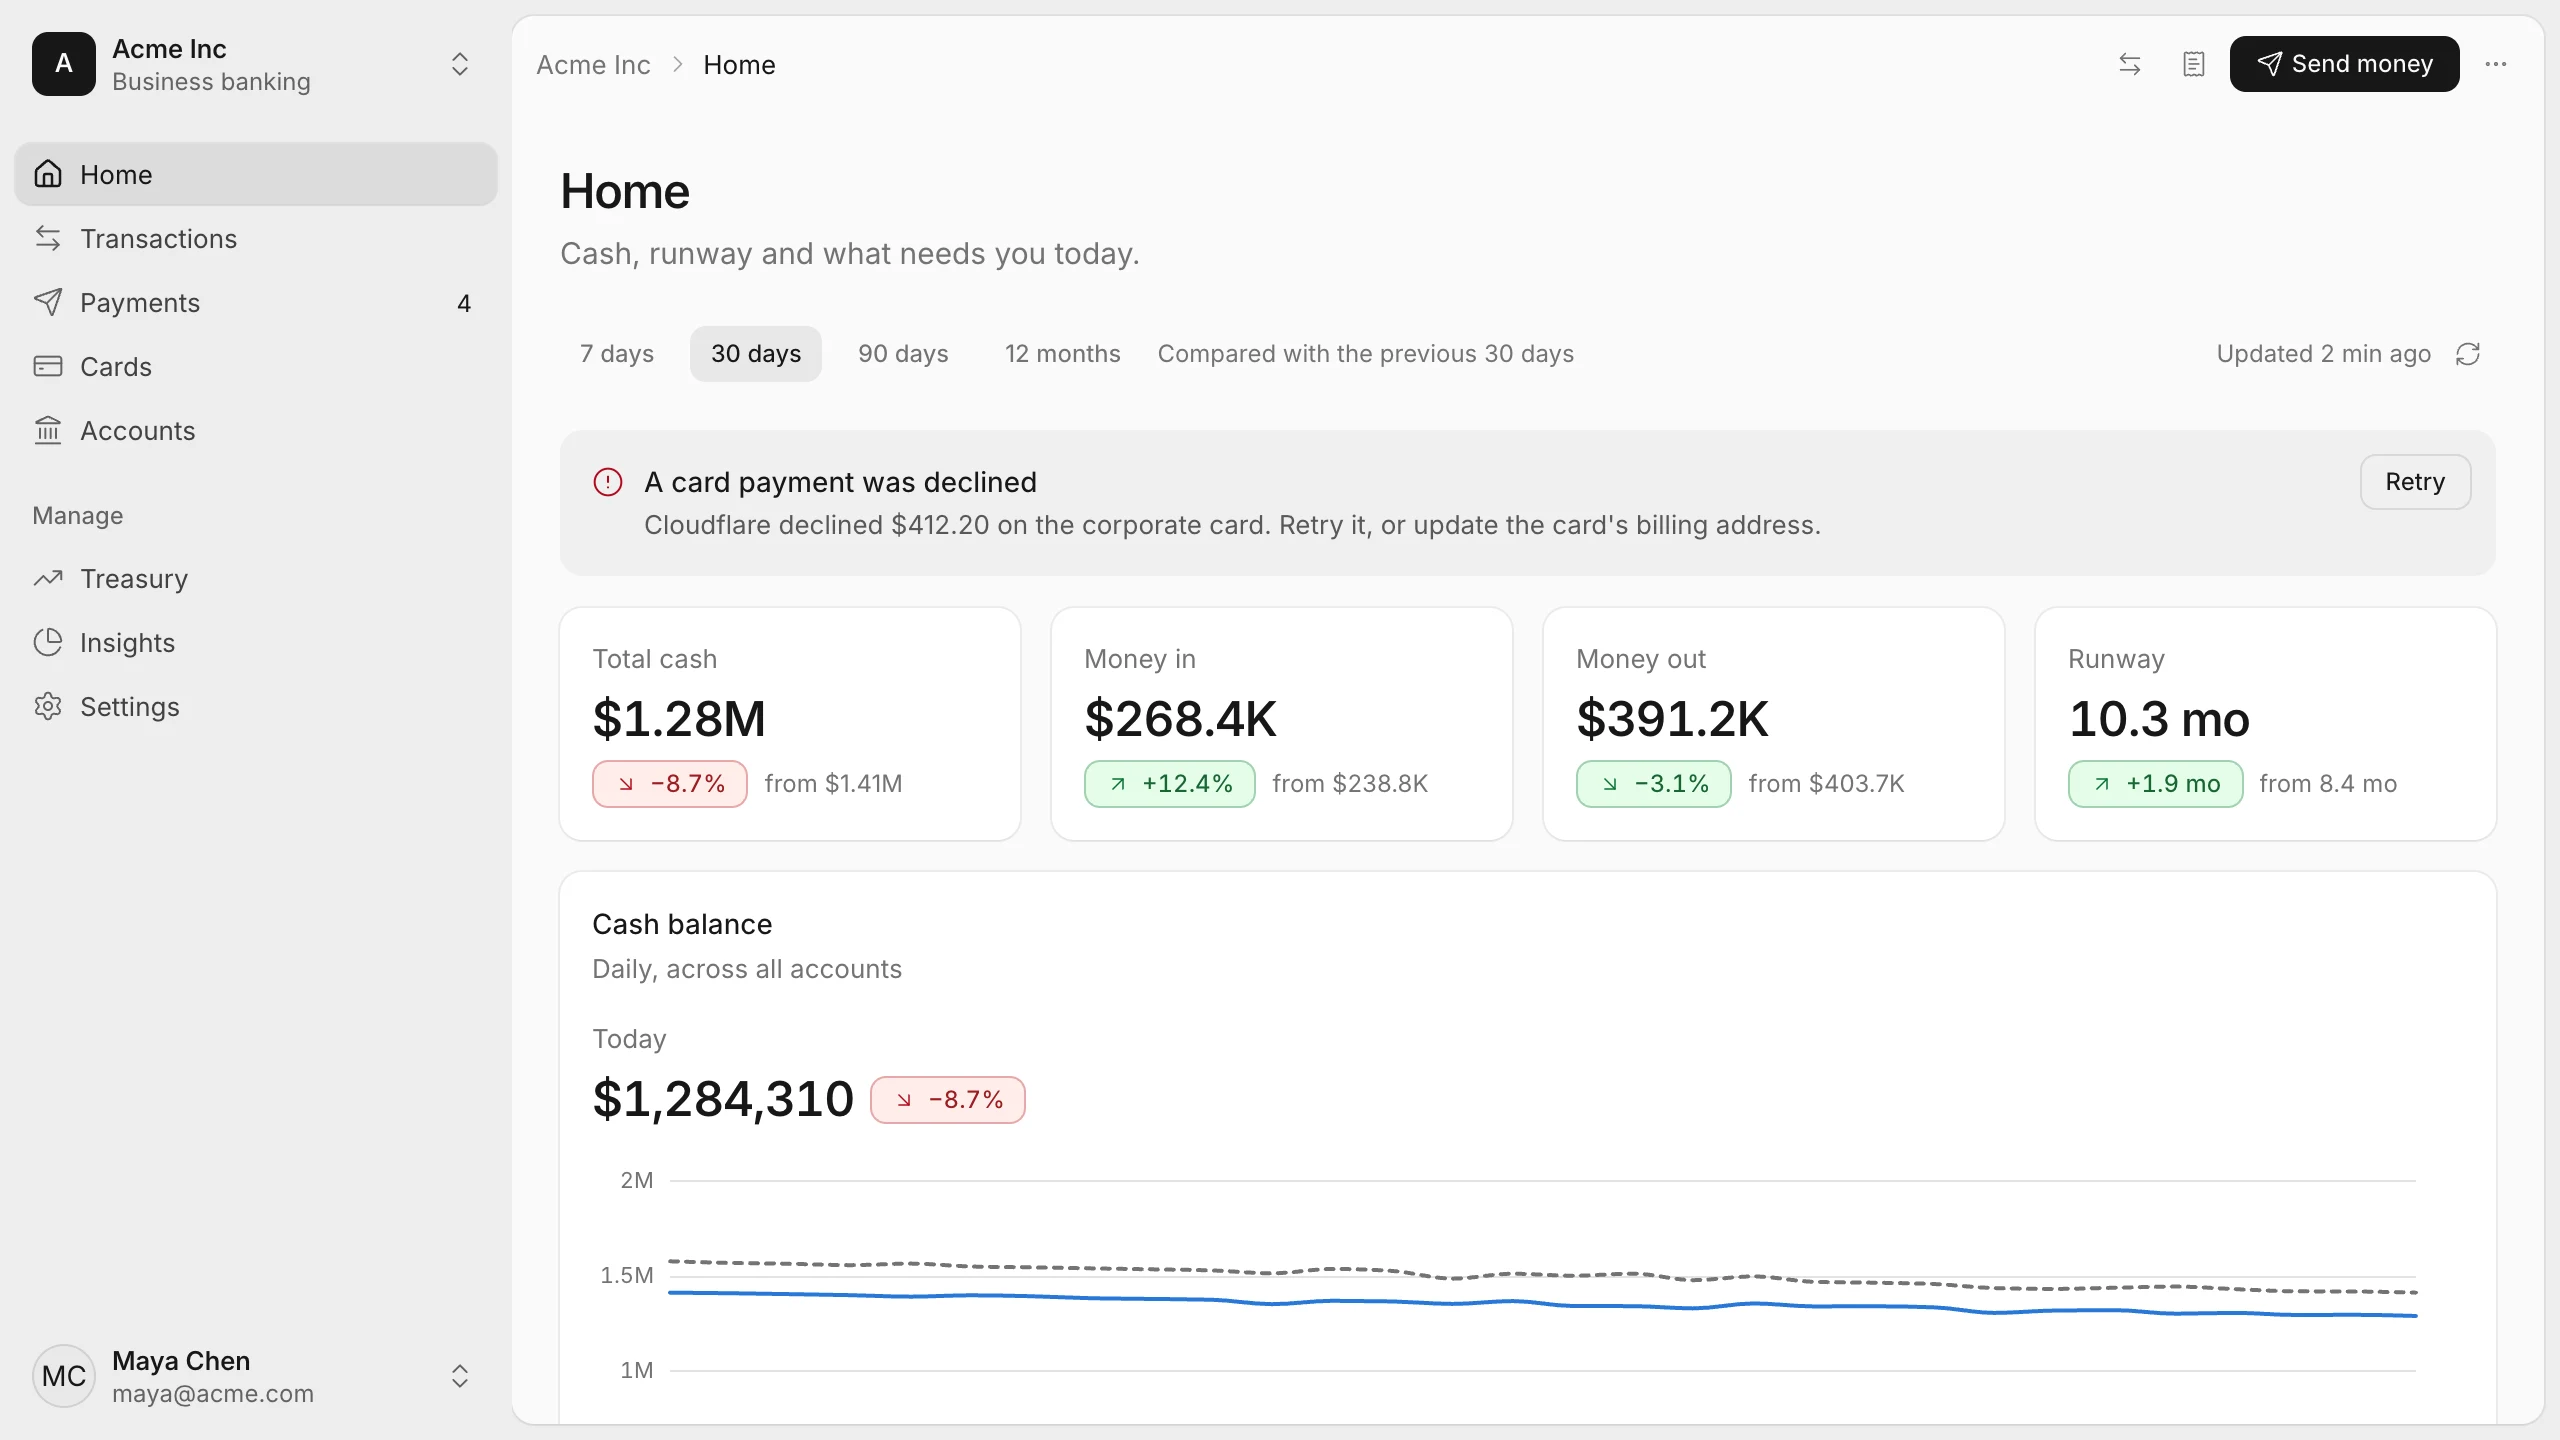 A
Acme Inc
Business banking
Home
Transactions
Payments 4
Cards
Accounts
Manage
Treasury
Insights
Settings
MC
Maya Chen
maya@acme.com
Acme Inc Home
Send money
Home
Cash, runway and what needs you today.
7 days 30 days 90 days 12 months Compared with the previous 30 days Updated 2 min ago
A card payment was declined
Cloudflare declined $412.20 on the corporate card. Retry it, or update the card's billing address.
Retry
Total cash
$1.28M
−8.7% from $1.41M
Money in
$268.4K
+12.4% from $238.8K
Money out
$391.2K
−3.1% from $403.7K
Runway
10.3 mo
+1.9 mo from 8.4 mo
Cash balance
Daily, across all accounts
Today
$1,284,310 −8.7%
2M
1.5M
1M